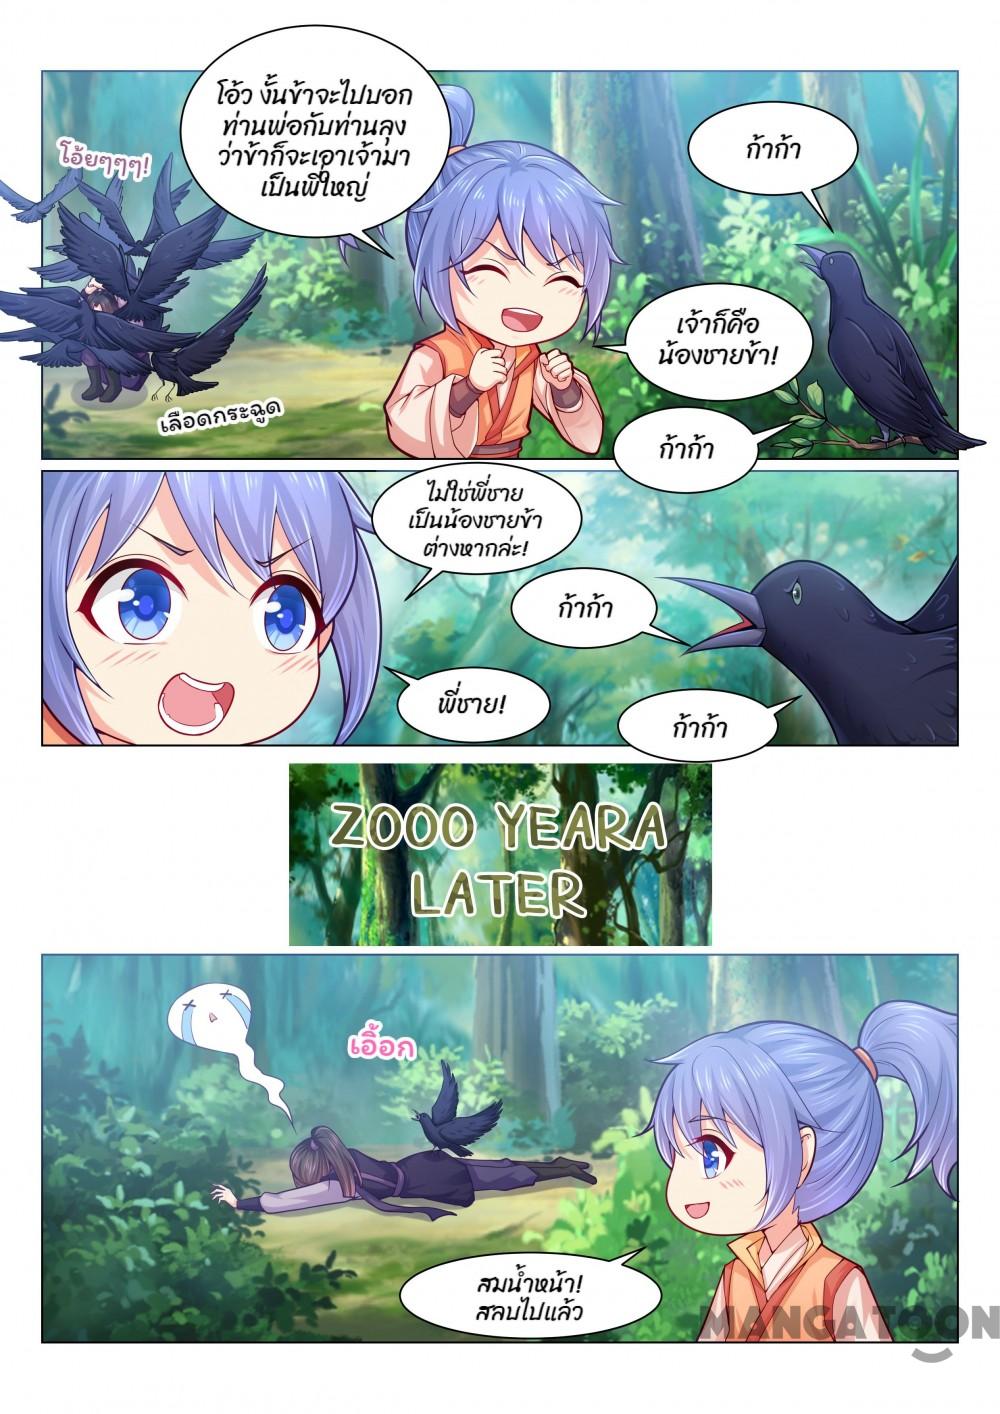 โอ้ว งั้นข้าจะไปบอก
ท่านพ่อกับท่านลุง
ว่าข้าก็จะเอาเจ้ามา
เป็นพี่ใหญ่
ก้าก้า
โอ้ยๆๆๆ!
เจ้าก็คือ
น้องชายข้า!
เลือดกระฉูด
ก้าก้า
ไม่ใช่พี่ชาย
เป็นน้องชายข้า
ต่างหากล่ะ!
ก้าก้า
พี่ชาย!
ก้าก้า
ZOOO YEARA
LATER
เอิ้อก
สมน้ำหน้า!
สลบไปแล้ว
MANGATOON